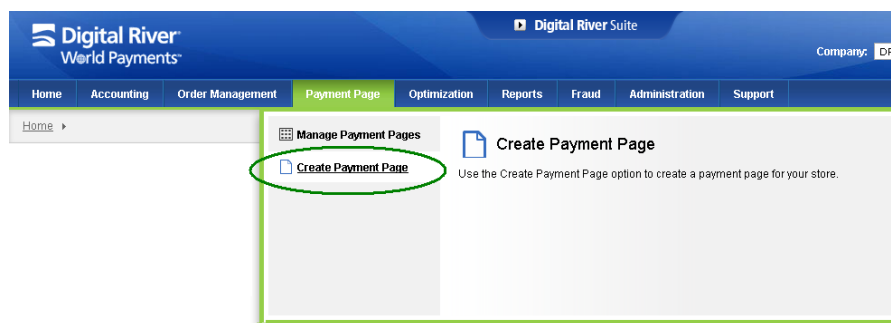 Digital River Suite
Digital River
World Payments™
Company: DR
Home Accounting Order Management Payment Page Optimization Reports Fraud Administration Support
Home
Manage Payment Pages
Create Payment Page
Create Payment Page
Use the Create Payment Page option to create a payment page for your store.